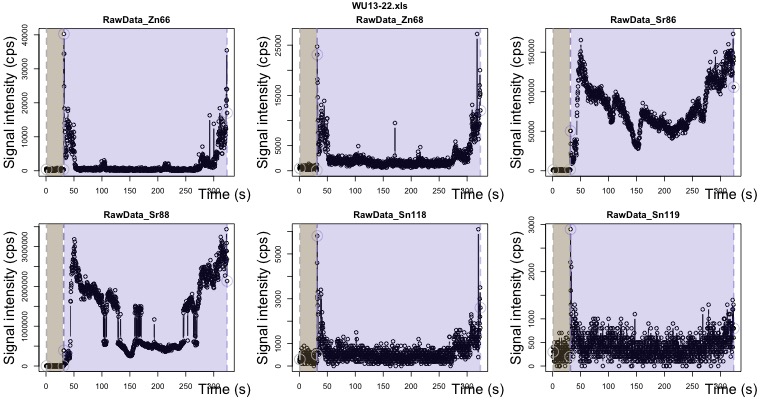 WU13-22.xls
RawData_Zn66
RawData_Zn68
RawData_Sr86
Signal intensity (cps)
0 10000 20000 30000 40000
0 50 100 150 200 250 300
Time (s)
Signal intensity (cps)
0 5000 15000 25000
0 50 100 150 200 250 300
Time (s)
Signal intensity (cps)
0 50000 100000 150000
0 50 100 150 200 250 300
Time (s)
RawData_Sr88
RawData_Sn118
RawData_Sn119
Signal intensity (cps)
0 1000000 2000000 3000000
0 50 100 150 200 250 300
Time (s)
Signal intensity (cps)
0 1000 3000 5000
0 50 100 150 200 250 300
Time (s)
Signal intensity (cps)
0 500 1000 2000 3000
0 50 100 150 200 250 300
Time (s)